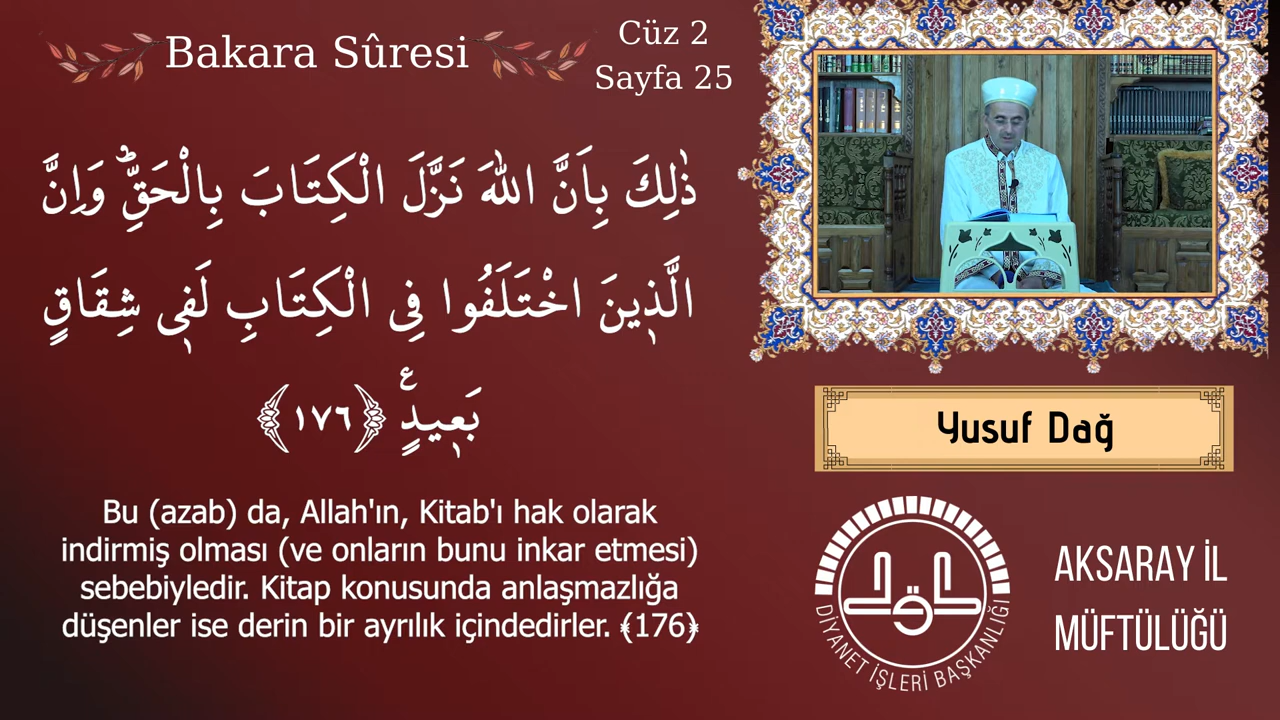 Bakara Sûresi
Cüz 2
Sayfa 25
ذٰلِكَ بِاَنَّ اللّٰهَ نَزَّلَ الْكِتَابَ بِالْحَقِّۜ وَاِنَّ
الَّذ۪ينَ اخْتَلَفُوا فِي الْكِتَابِ لَف۪ي شِقَاقٍ
بَع۪يدٍ۟ ﴿١٧٦﴾
Bu (azab) da, Allah'ın, Kitab'ı hak olarak
indirmiş olması (ve onların bunu inkar etmesi)
sebebiyledir. Kitap konusunda anlaşmazlığa
düşenler ise derin bir ayrılık içindedirler. ﴾176﴿
Yusuf Dağ
DİYANET İŞLERİ BAŞKANLIĞI
AKSARAY İL
MÜFTÜLÜĞÜ